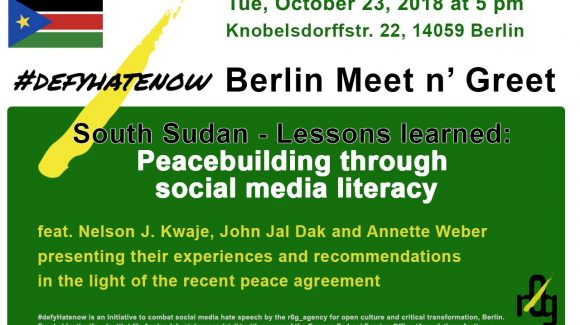 Tue, October 23, 2018 at 5 pm
Knobelsdorffstr. 22, 14059 Berlin
#DEFYHATENOW Berlin Meet n’ Greet
South Sudan - Lessons learned:
Peacebuilding through
social media literacy
feat. Nelson J. Kwaje, John Jal Dak and Annette Weber
presenting their experiences and recommendations
in the light of the recent peace agreement
r0g
#defyHatenow is an initiative to combat social media hate speech by the r0g_agency for open culture and critical transformation, Berlin.